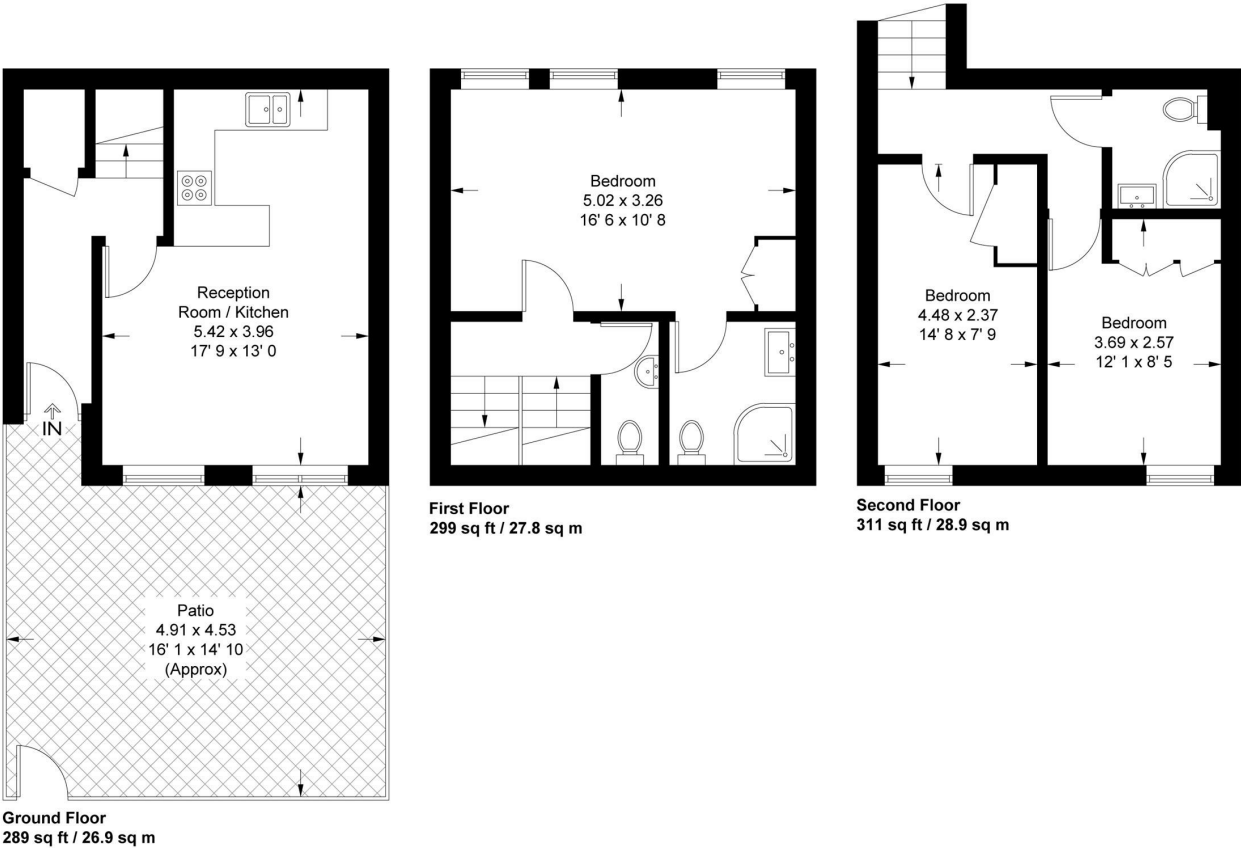 Reception
Room / Kitchen
5.42 x 3.96
17' 9 x 13' 0
IN
Patio
4.91 x 4.53
16' 1 x 14' 10
(Approx)
Ground Floor
289 sq ft / 26.9 sq m
Bedroom
5.02 x 3.26
16' 6 x 10' 8
First Floor
299 sq ft / 27.8 sq m
Bedroom
4.48 x 2.37
14' 8 x 7' 9
Bedroom
3.69 x 2.57
12' 1 x 8' 5
Second Floor
311 sq ft / 28.9 sq m